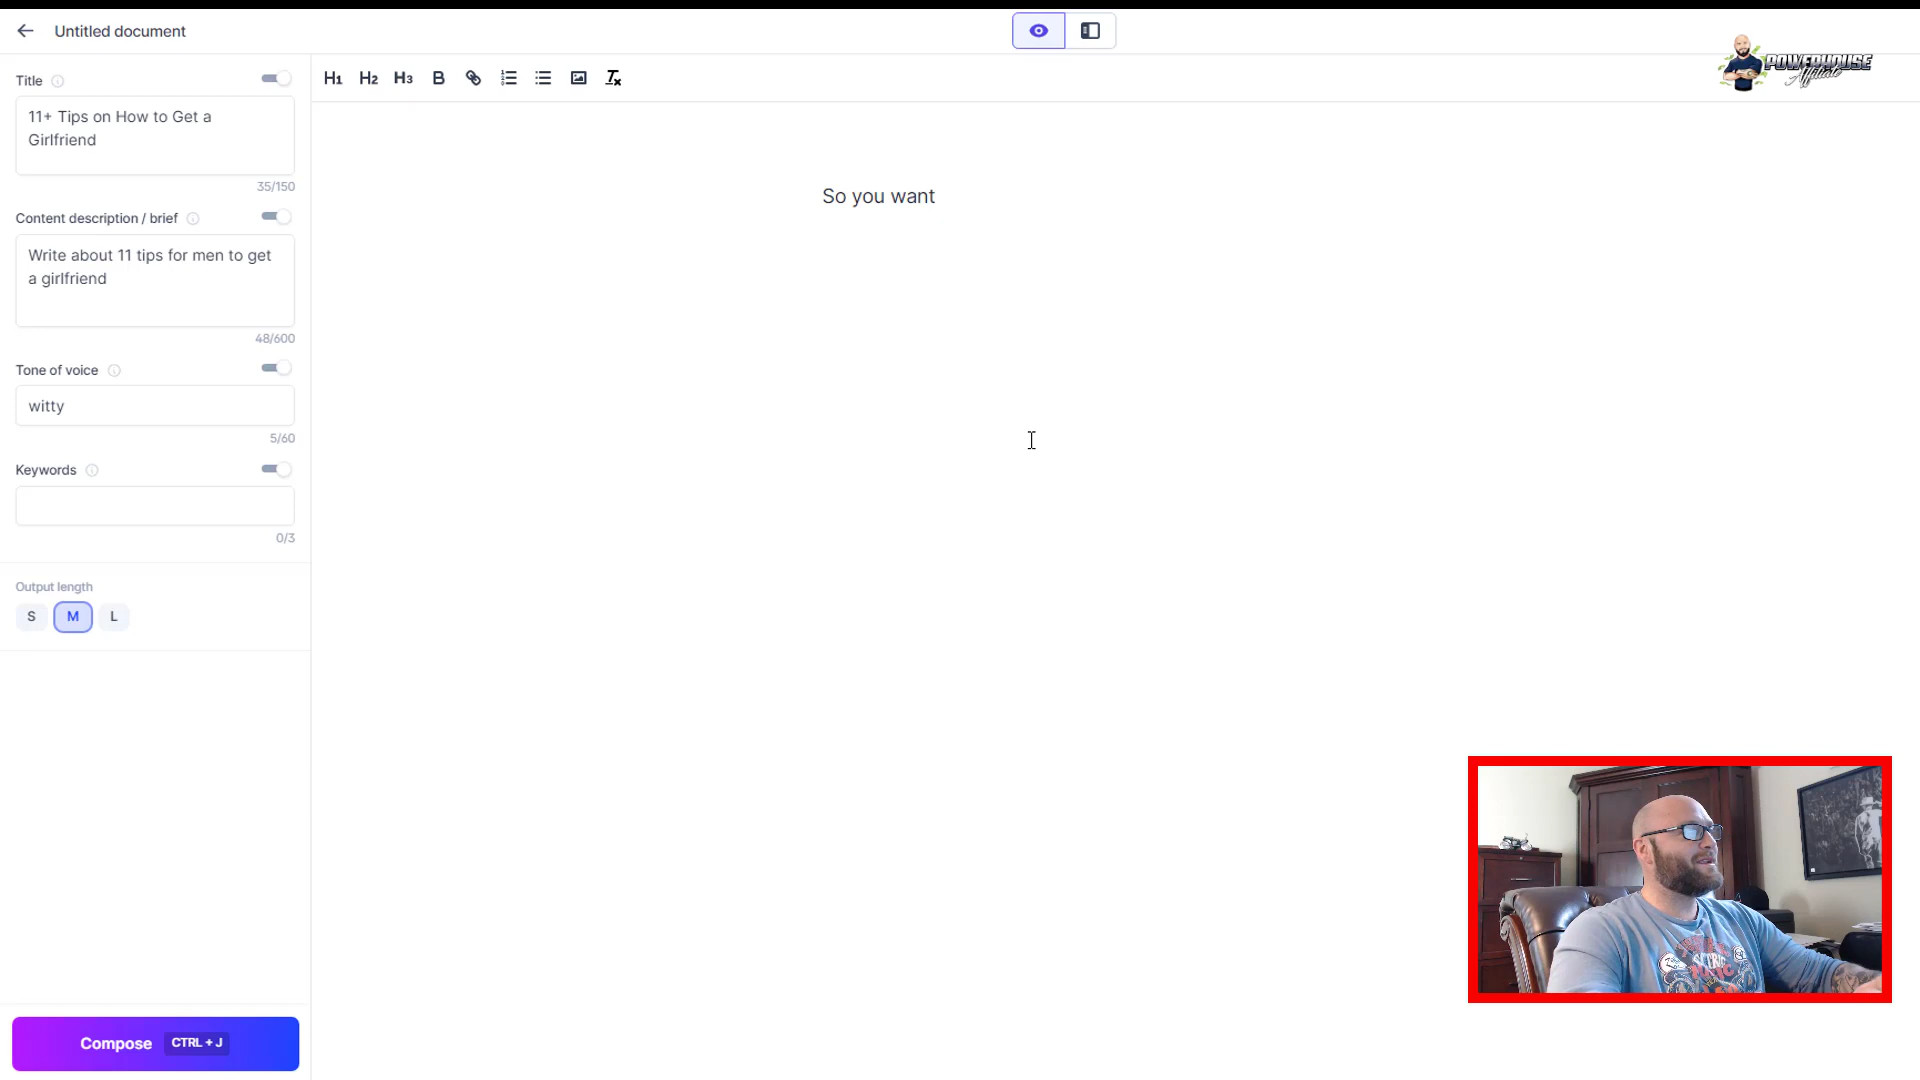 Untitled document
POWERHOUSE
Affiliate
Title
11+ Tips on How to Get a
Girlfriend
35/150
Content description / brief
Write about 11 tips for men to get
a girlfriend
48/600
Tone of voice
witty
5/60
Keywords
0/3
Output length
S M L
Compose CTRL + J
H1 H2 H3 B
So you want